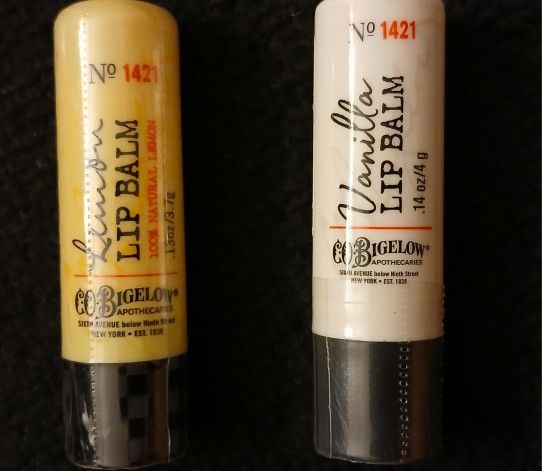 Nº 1421
Lemon
LIP BALM
100% NATURAL LEMON
.13oz/3.7g
C.O.BIGELOW®
APOTHECARIES
SIXTH AVENUE below Ninth Street
NEW YORK • EST. 1838
Nº 1421
Vanilla
LIP BALM
.14 oz/4 g
C.O.BIGELOW®
APOTHECARIES
SIXTH AVENUE below Ninth Street
NEW YORK • EST. 1838